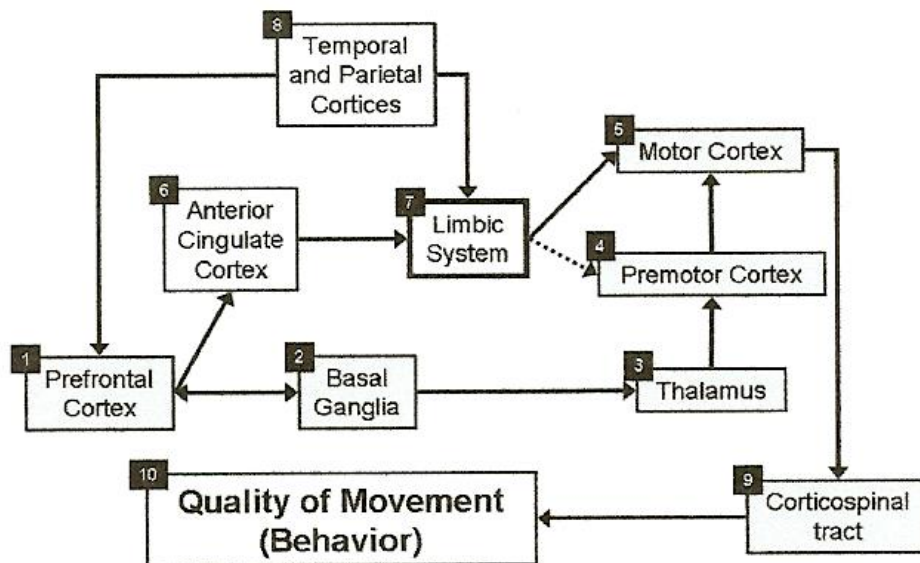 8
Temporal
and Parietal
Cortices
5
Motor Cortex
6
Anterior
Cingulate
Cortex
7
Limbic
System
4
Premotor Cortex
1
Prefrontal
Cortex
2
Basal
Ganglia
3
Thalamus
10
Quality of Movement
(Behavior)
9
Corticospinal
tract